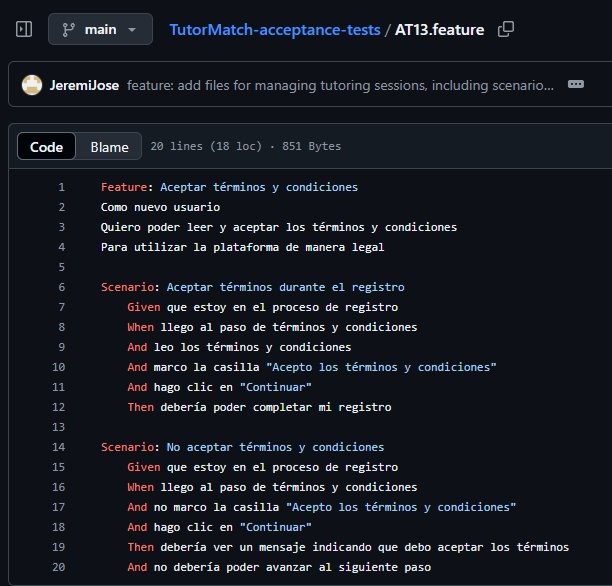 main
TutorMatch-acceptance-tests / AT13.feature
JeremiJose feature: add files for managing tutoring sessions, including scenario...
Code Blame 20 lines (18 loc) · 851 Bytes
1 Feature: Aceptar términos y condiciones
2 Como nuevo usuario
3 Quiero poder leer y aceptar los términos y condiciones
4 Para utilizar la plataforma de manera legal
5
6 Scenario: Aceptar términos durante el registro
7 Given que estoy en el proceso de registro
8 When llego al paso de términos y condiciones
9 And leo los términos y condiciones
10 And marco la casilla "Acepto los términos y condiciones"
11 And hago clic en "Continuar"
12 Then debería poder completar mi registro
13
14 Scenario: No aceptar términos y condiciones
15 Given que estoy en el proceso de registro
16 When llego al paso de términos y condiciones
17 And no marco la casilla "Acepto los términos y condiciones"
18 And hago clic en "Continuar"
19 Then debería ver un mensaje indicando que debo aceptar los términos
20 And no debería poder avanzar al siguiente paso